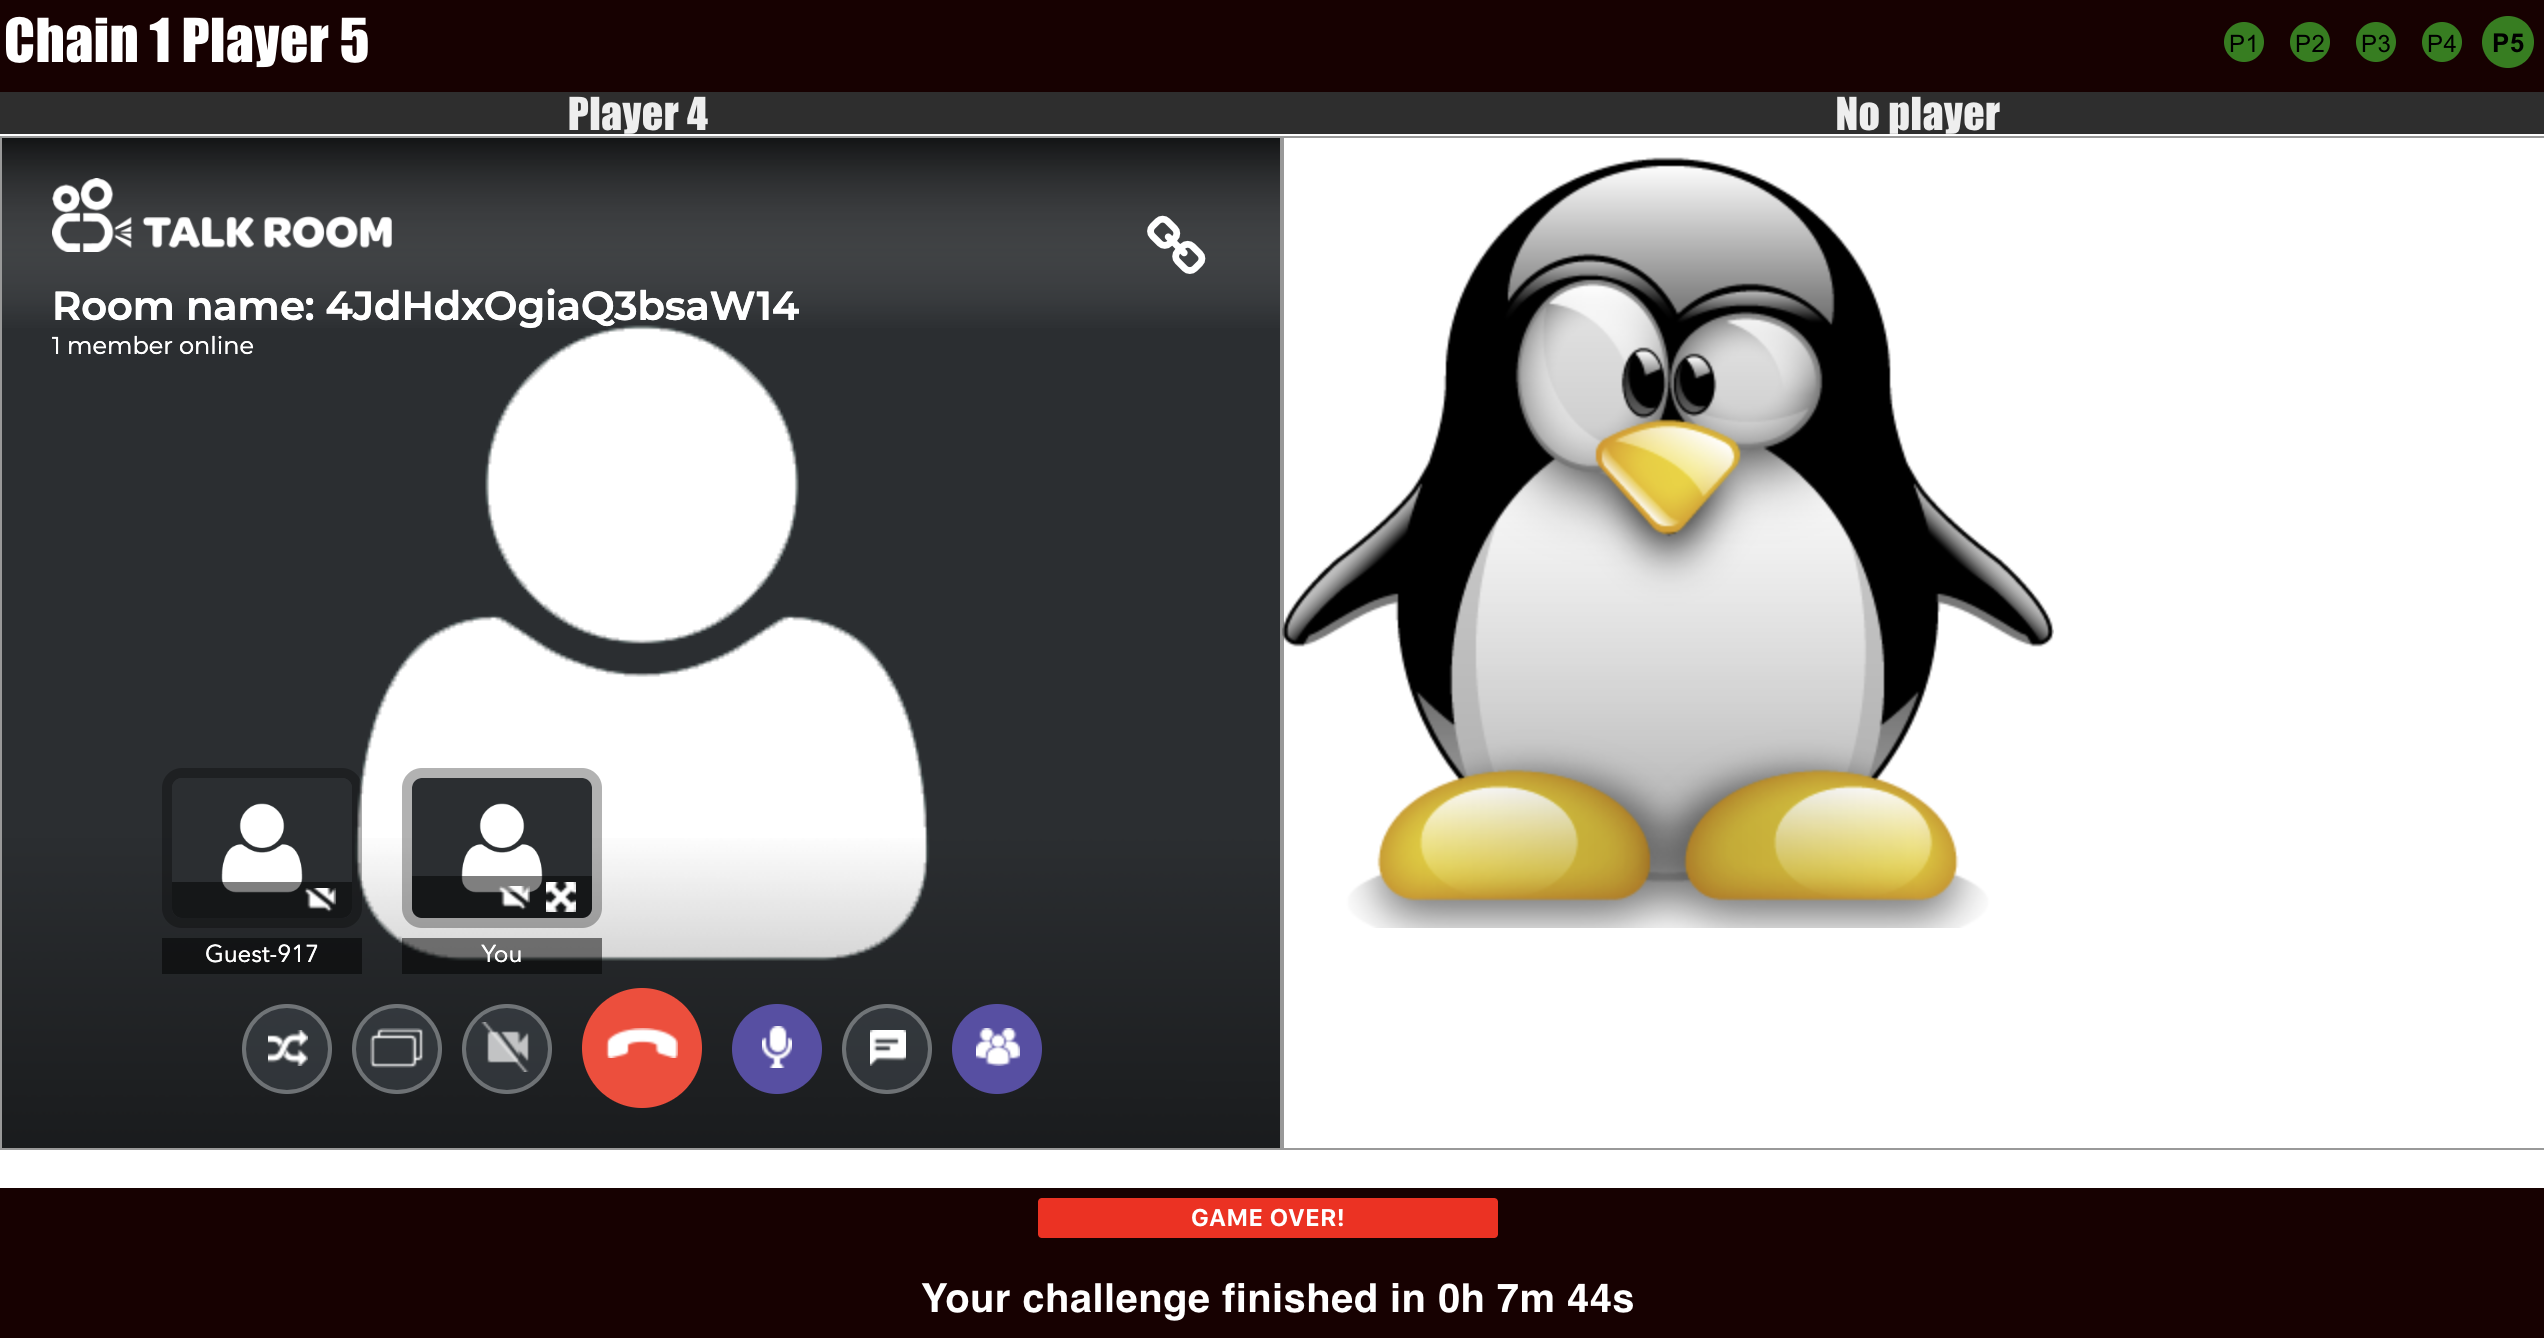 Chain 1 Player 5
P1 P2 P3 P4 P5
Player 4
No player
TALK ROOM
Room name: 4JdHdxOgiaQ3bsaW14
1 member online
Guest-917
You
GAME OVER!
Your challenge finished in 0h 7m 44s